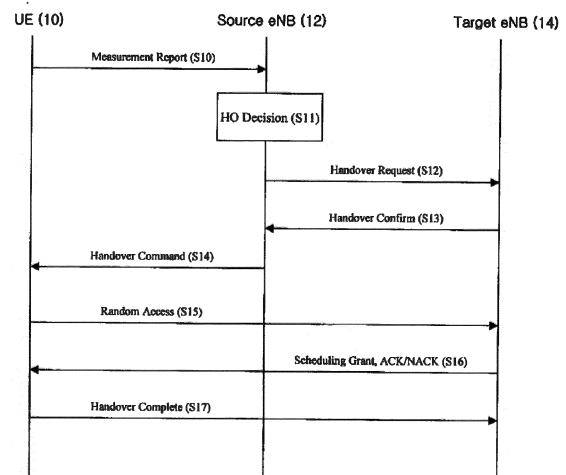 UE (10)
Source eNB (12)
Target eNB (14)
Measurement Report (S10)
HO Decision (S11)
Handover Request (S12)
Handover Confirm (S13)
Handover Command (S14)
Random Access (S15)
Scheduling Grant, ACK/NACK (S16)
Handover Complete (S17)